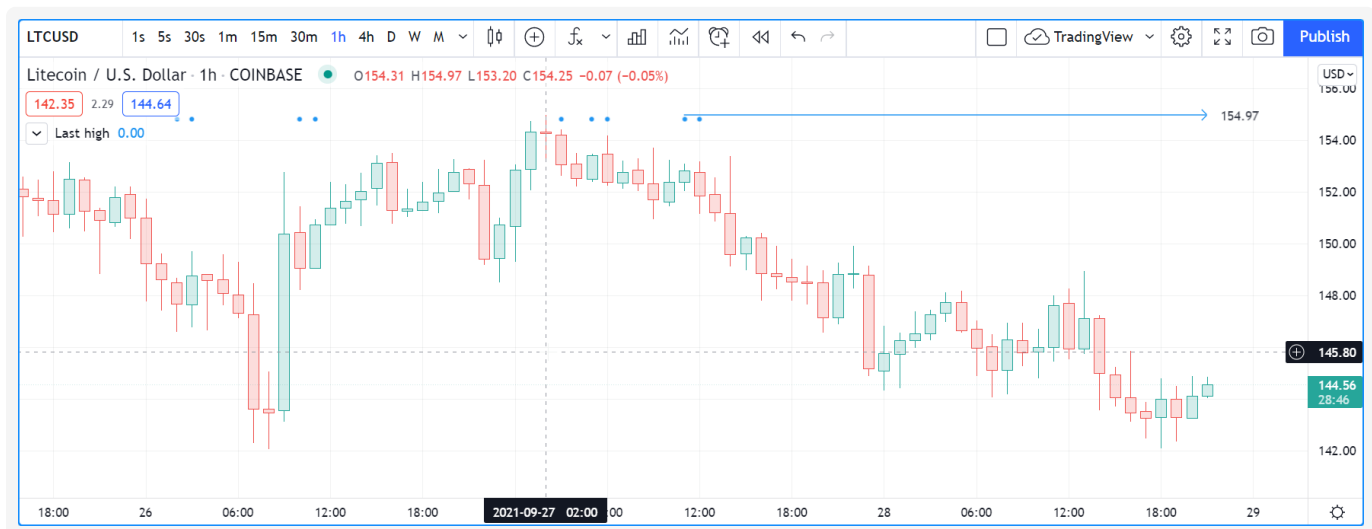 LTCUSD 1s 5s 30s 1m 15m 30m 1h 4h D W M TradingView Publish
Litecoin / U.S. Dollar · 1h · COINBASE O154.31 H154.97 L153.20 C154.25 −0.07 (−0.05%) USD
142.35 2.29 144.64
Last high 0.00
154.97
156.00
154.00
152.00
150.00
148.00
145.80
144.56
28:46
142.00
18:00 26 06:00 12:00 18:00 2021-09-27 02:00 12:00 18:00 28 06:00 12:00 18:00 29